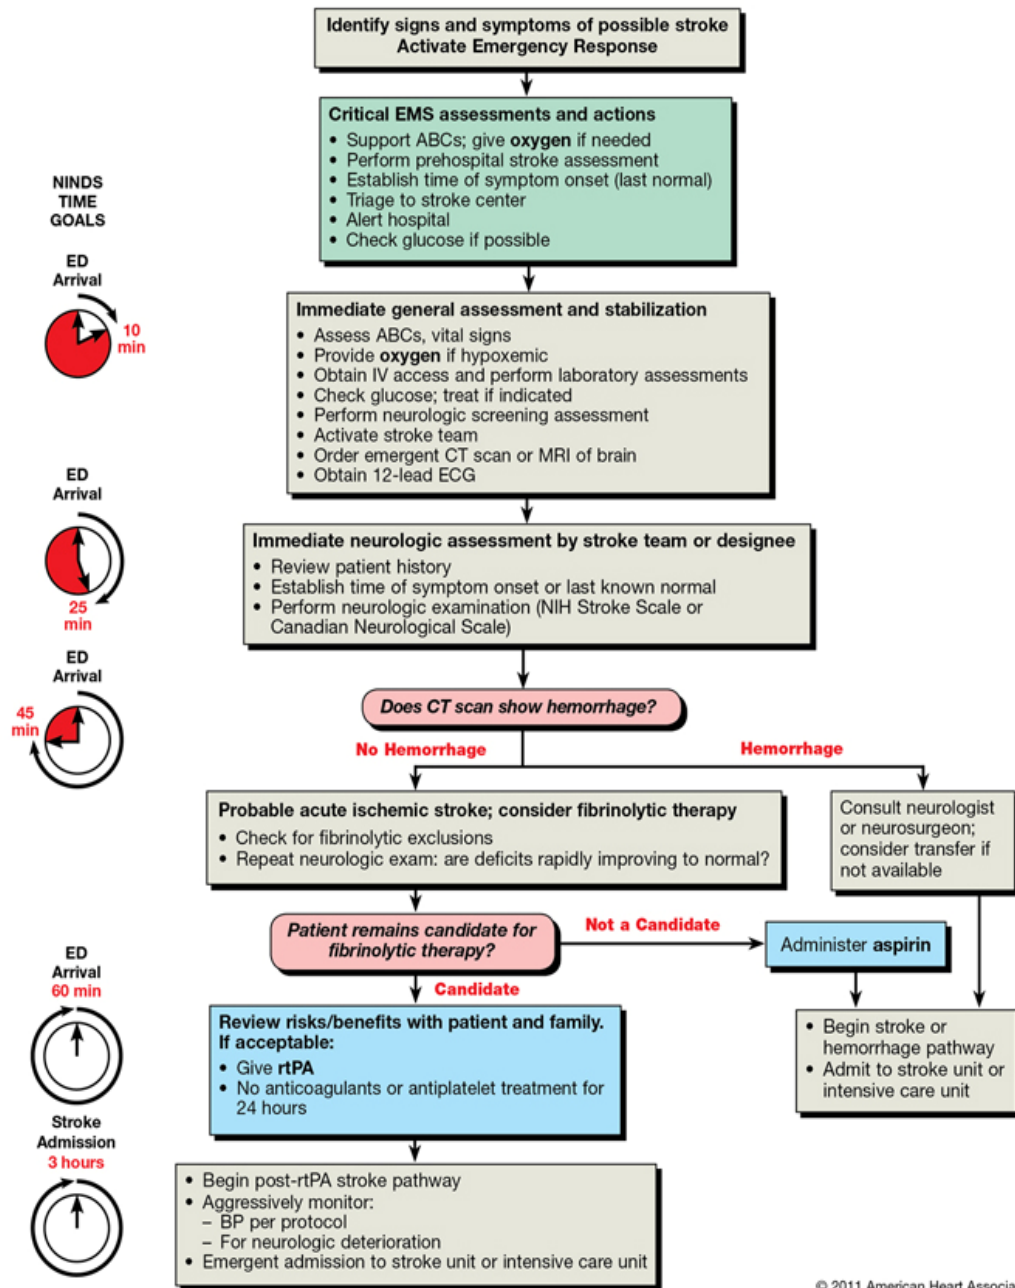 Identify signs and symptoms of possible stroke
Activate Emergency Response
Critical EMS assessments and actions
• Support ABCs; give oxygen if needed
• Perform prehospital stroke assessment
• Establish time of symptom onset (last normal)
• Triage to stroke center
• Alert hospital
• Check glucose if possible
NINDS
TIME
GOALS
ED
Arrival
10
min
Immediate general assessment and stabilization
• Assess ABCs, vital signs
• Provide oxygen if hypoxemic
• Obtain IV access and perform laboratory assessments
• Check glucose; treat if indicated
• Perform neurologic screening assessment
• Activate stroke team
• Order emergent CT scan or MRI of brain
• Obtain 12-lead ECG
ED
Arrival
25
min
Immediate neurologic assessment by stroke team or designee
• Review patient history
• Establish time of symptom onset or last known normal
• Perform neurologic examination (NIH Stroke Scale or
Canadian Neurological Scale)
ED
Arrival
45
min
Does CT scan show hemorrhage?
No Hemorrhage
Hemorrhage
Probable acute ischemic stroke; consider fibrinolytic therapy
• Check for fibrinolytic exclusions
• Repeat neurologic exam: are deficits rapidly improving to normal?
Consult neurologist
or neurosurgeon;
consider transfer if
not available
Patient remains candidate for
fibrinolytic therapy?
Not a Candidate
Administer aspirin
Candidate
ED
Arrival
60 min
Review risks/benefits with patient and family.
If acceptable:
• Give rtPA
• No anticoagulants or antiplatelet treatment for
24 hours
• Begin stroke or
hemorrhage pathway
• Admit to stroke unit or
intensive care unit
Stroke
Admission
3 hours
• Begin post-rtPA stroke pathway
• Aggressively monitor:
– BP per protocol
– For neurologic deterioration
• Emergent admission to stroke unit or intensive care unit
© 2011 American Heart Associa